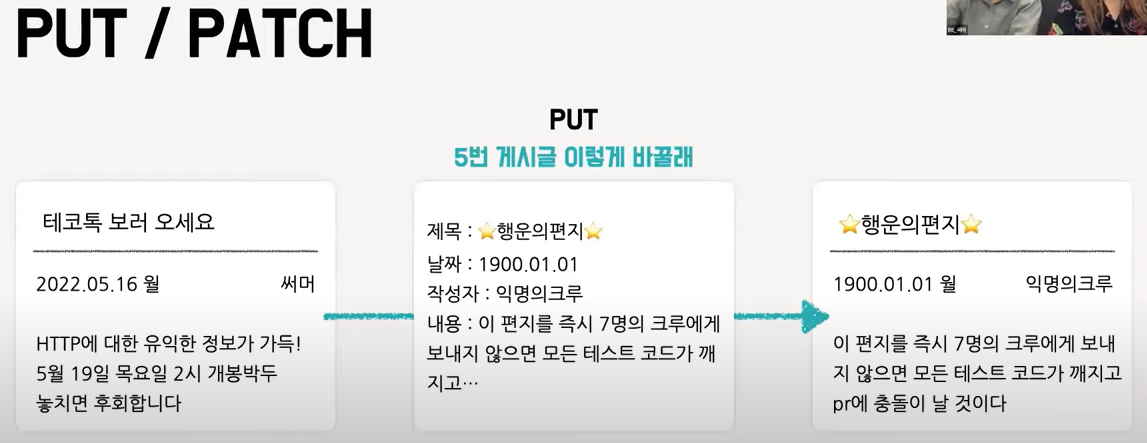 PUT / PATCH
PUT
5번 게시글 이렇게 바꿀래
테코톡 보러 오세요
2022.05.16 월 써머
HTTP에 대한 유익한 정보가 가득!
5월 19일 목요일 2시 개봉박두
놓치면 후회합니다
제목 : ⭐행운의편지⭐
날짜 : 1900.01.01
작성자 : 익명의크루
내용 : 이 편지를 즉시 7명의 크루에게
보내지 않으면 모든 테스트 코드가 깨
지고…
⭐행운의편지⭐
1900.01.01 월 익명의크루
이 편지를 즉시 7명의 크루에게 보내
지 않으면 모든 테스트 코드가 깨지고
pr에 충돌이 날 것이다